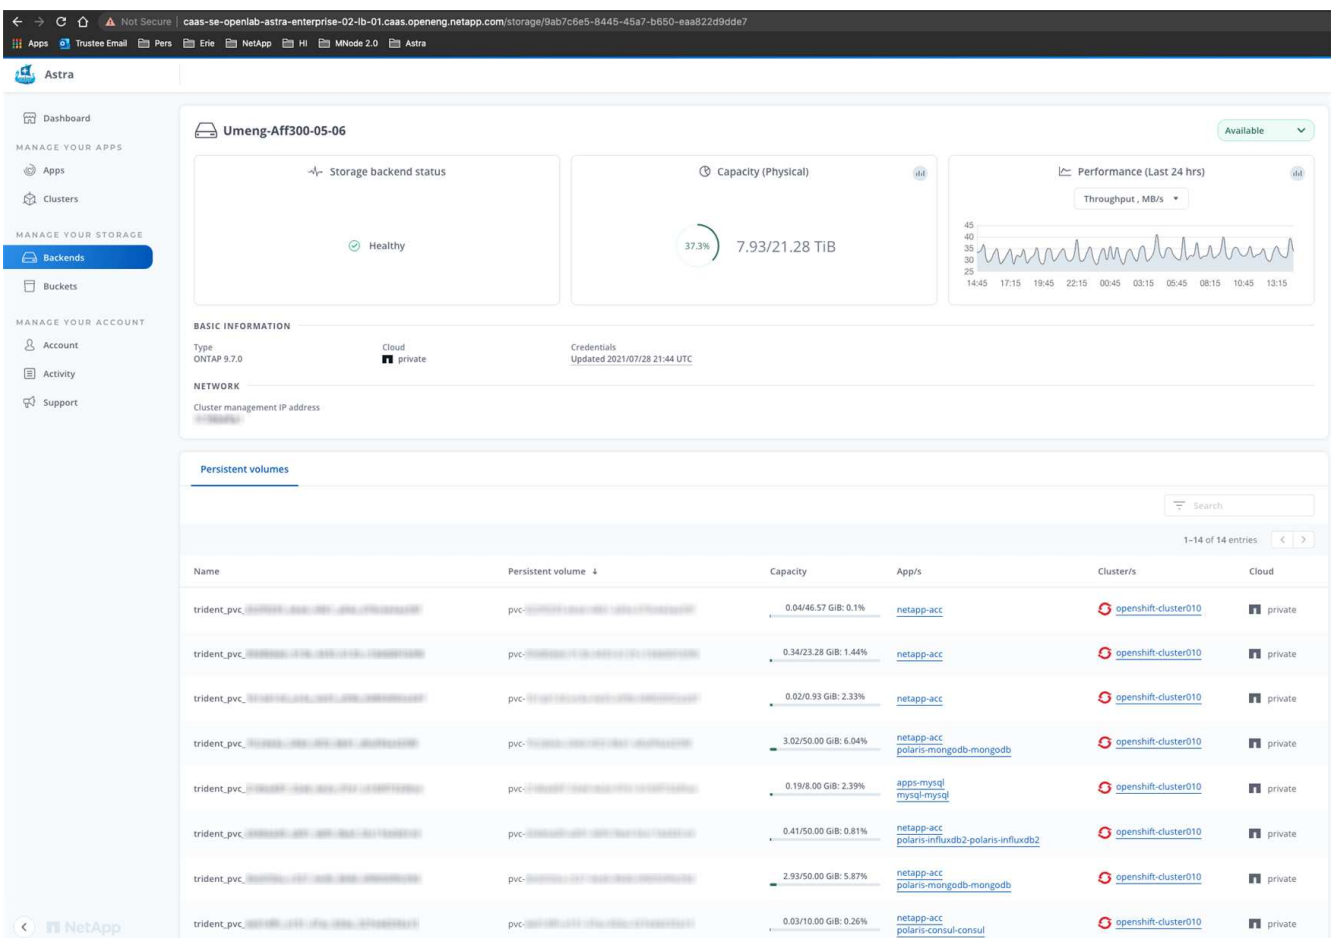 Not Secure | caas-se-openlab-astra-enterprise-02-lb-01.caas.openeng.netapp.com/storage/9ab7c6e5-8445-45a7-b650-eaa822d9dde7
Apps Trustee Email Pers Erie NetApp HI MNode 2.0 Astra
Astra
Dashboard
MANAGE YOUR APPS
Apps
Clusters
MANAGE YOUR STORAGE
Backends
Buckets
MANAGE YOUR ACCOUNT
Account
Activity
Support
NetApp
Umeng-Aff300-05-06
Available
Storage backend status
Healthy
Capacity (Physical)
37.3%
7.93/21.28 TiB
Performance (Last 24 hrs)
Throughput , MB/s
45
40
35
30
25
14:45 17:15 19:45 22:15 00:45 03:15 05:45 08:15 10:45 13:15
BASIC INFORMATION
Type Cloud Credentials
ONTAP 9.7.0 private Updated 2021/07/28 21:44 UTC
NETWORK
Cluster management IP address
Persistent volumes
Search
1–14 of 14 entries
Name Persistent volume Capacity App/s Cluster/s Cloud
trident_pvc_ pvc- 0.04/46.57 GiB: 0.1% netapp-acc openshift-cluster010 private
trident_pvc_ pvc- 0.34/23.28 GiB: 1.44% netapp-acc openshift-cluster010 private
trident_pvc_ pvc- 0.02/0.93 GiB: 2.33% netapp-acc openshift-cluster010 private
trident_pvc_ pvc- 3.02/50.00 GiB: 6.04% netapp-acc openshift-cluster010 private
polaris-mongodb-mongodb
trident_pvc_ pvc- 0.19/8.00 GiB: 2.39% apps-mysql openshift-cluster010 private
mysql-mysql
trident_pvc_ pvc- 0.41/50.00 GiB: 0.81% netapp-acc openshift-cluster010 private
polaris-influxdb2-polaris-influxdb2
trident_pvc_ pvc- 2.93/50.00 GiB: 5.87% netapp-acc openshift-cluster010 private
polaris-mongodb-mongodb
trident_pvc_ pvc- 0.03/10.00 GiB: 0.26% netapp-acc openshift-cluster010 private
polaris-consul-consul